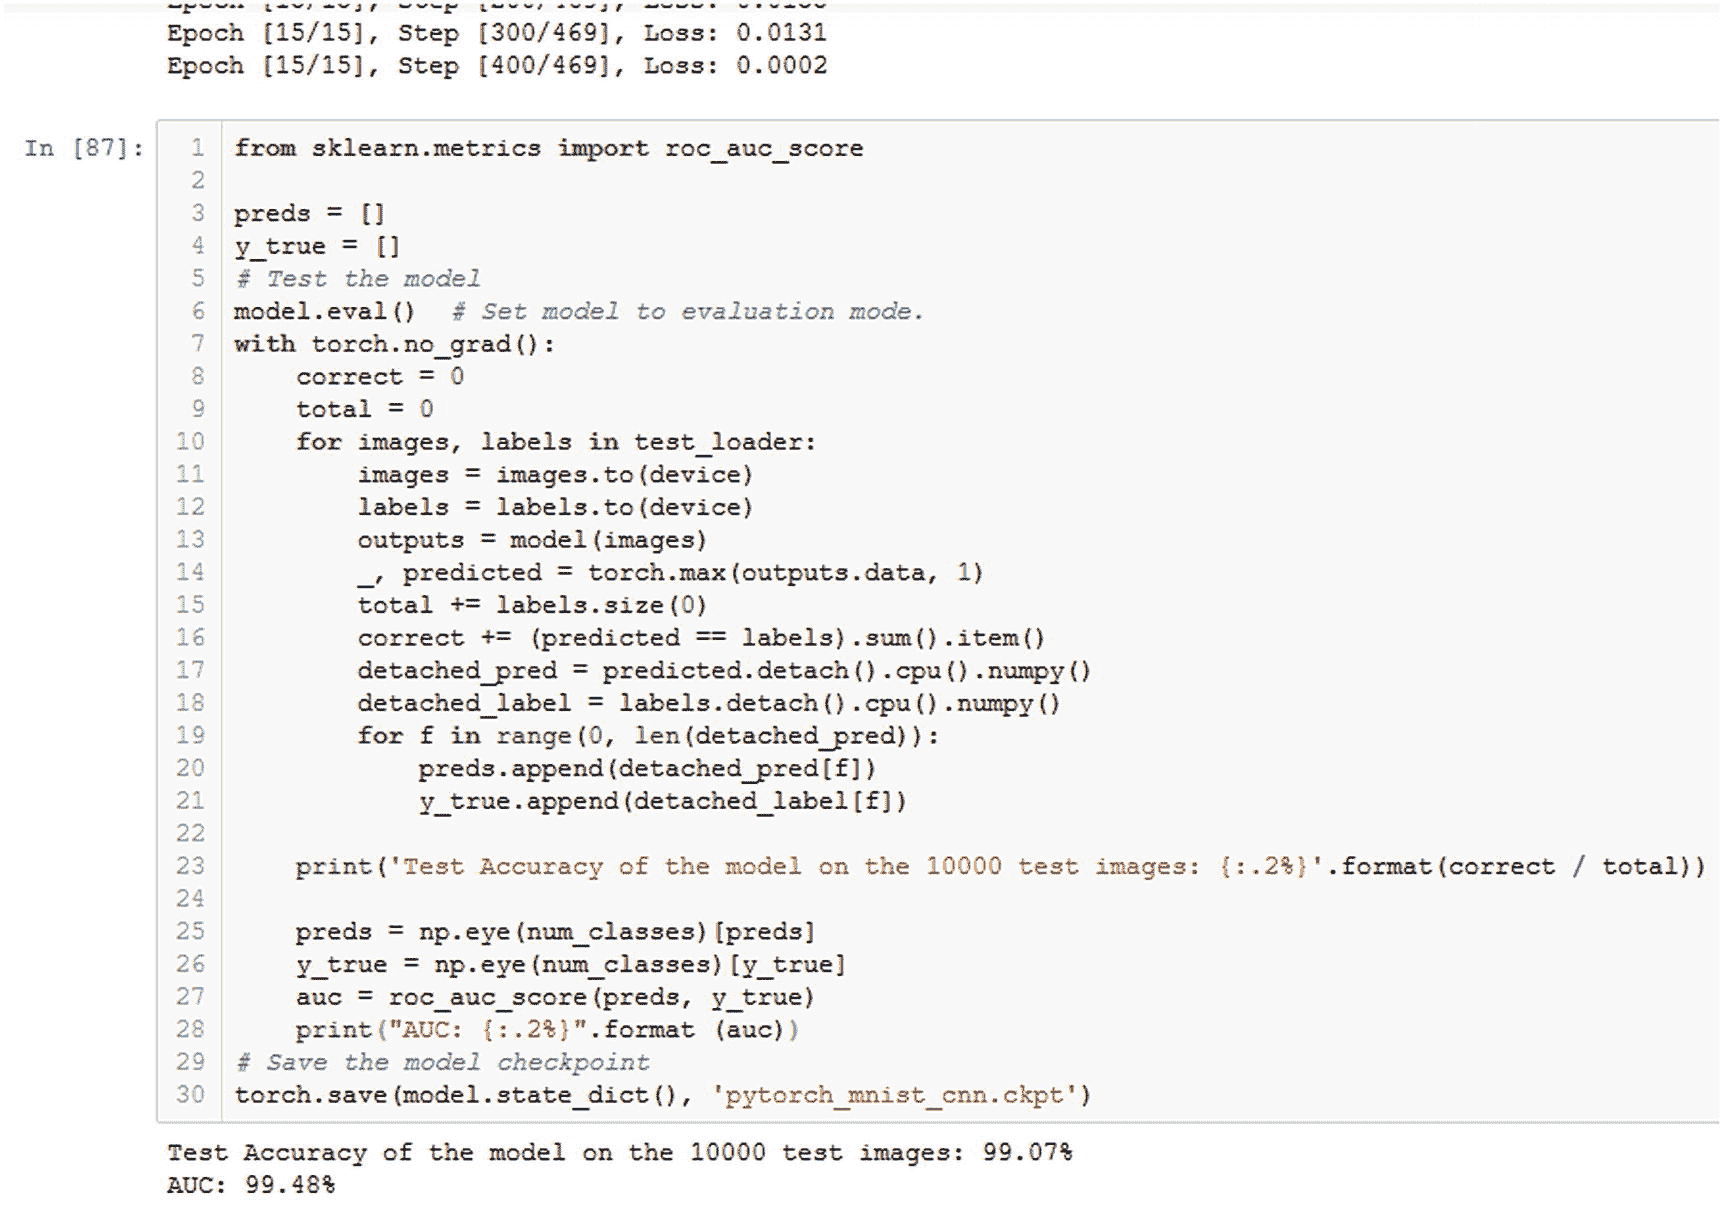 Epoch [15/15], Step [300/469], Loss: 0.0131
Epoch [15/15], Step [400/469], Loss: 0.0002
In [87]:
1 from sklearn.metrics import roc_auc_score
2
3 preds = []
4 y_true = []
5 # Test the model
6 model.eval()  # Set model to evaluation mode.
7 with torch.no_grad():
8     correct = 0
9     total = 0
10     for images, labels in test_loader:
11         images = images.to(device)
12         labels = labels.to(device)
13         outputs = model(images)
14         _, predicted = torch.max(outputs.data, 1)
15         total += labels.size(0)
16         correct += (predicted == labels).sum().item()
17         detached_pred = predicted.detach().cpu().numpy()
18         detached_label = labels.detach().cpu().numpy()
19         for f in range(0, len(detached_pred)):
20             preds.append(detached_pred[f])
21             y_true.append(detached_label[f])
22
23     print('Test Accuracy of the model on the 10000 test images: {:.2%}'.format(correct / total))
24
25     preds = np.eye(num_classes)[preds]
26     y_true = np.eye(num_classes)[y_true]
27     auc = roc_auc_score(preds, y_true)
28     print("AUC: {:.2%}".format (auc))
29 # Save the model checkpoint
30 torch.save(model.state_dict(), 'pytorch_mnist_cnn.ckpt')
Test Accuracy of the model on the 10000 test images: 99.07%
AUC: 99.48%